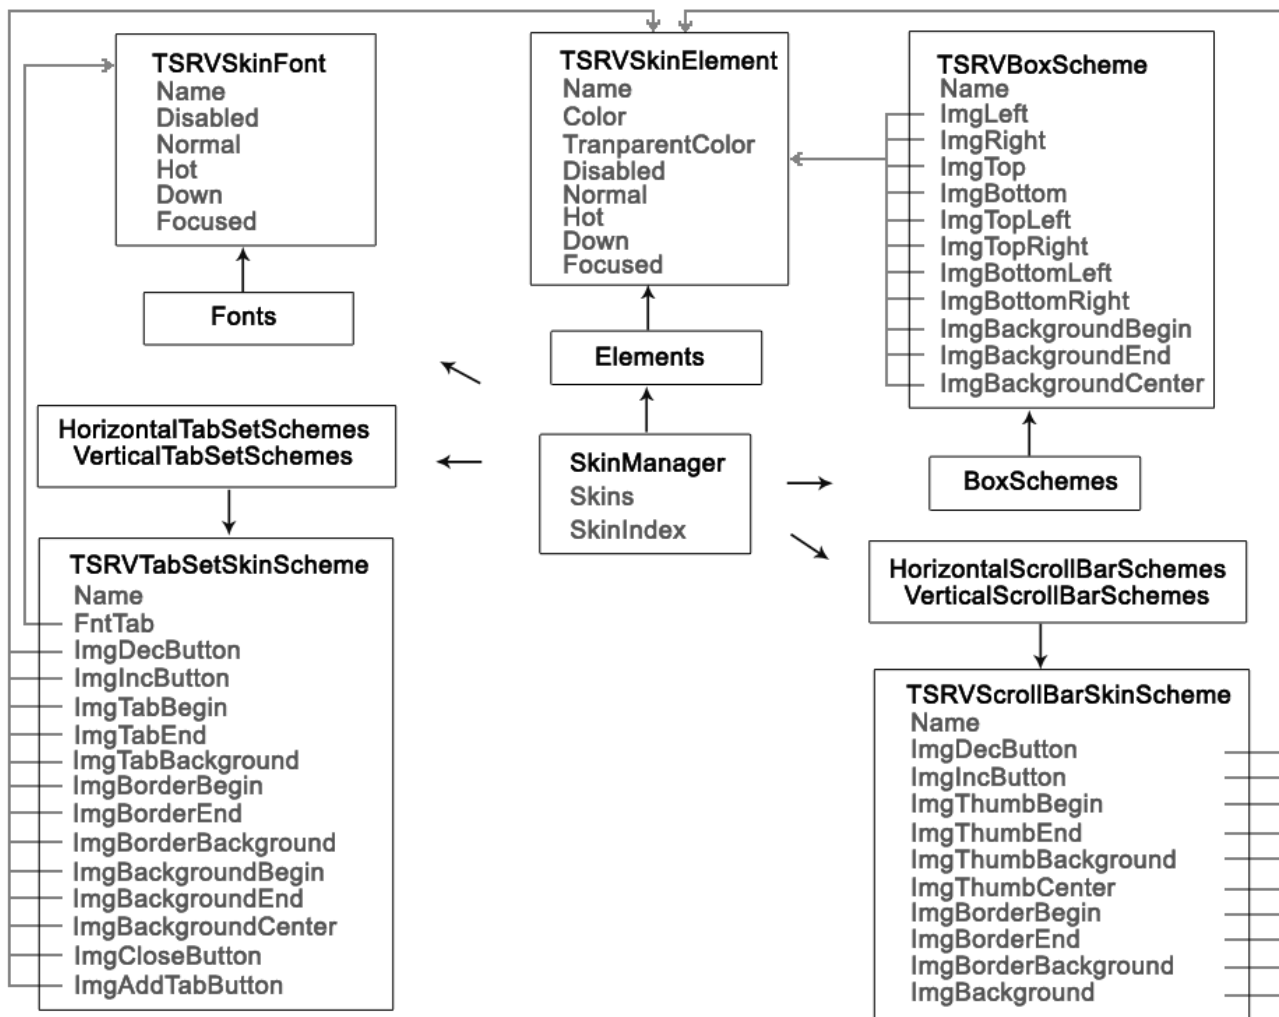 TSRVSkinFont
Name
Disabled
Normal
Hot
Down
Focused
Fonts
HorizontalTabSetSchemes
VerticalTabSetSchemes
TSRVTabSetSkinScheme
Name
FntTab
ImgDecButton
ImgIncButton
ImgTabBegin
ImgTabEnd
ImgTabBackground
ImgBorderBegin
ImgBorderEnd
ImgBorderBackground
ImgBackgroundBegin
ImgBackgroundEnd
ImgBackgroundCenter
ImgCloseButton
ImgAddTabButton
TSRVSkinElement
Name
Color
TranparentColor
Disabled
Normal
Hot
Down
Focused
Elements
SkinManager
Skins
SkinIndex
TSRVBoxScheme
Name
ImgLeft
ImgRight
ImgTop
ImgBottom
ImgTopLeft
ImgTopRight
ImgBottomLeft
ImgBottomRight
ImgBackgroundBegin
ImgBackgroundEnd
ImgBackgroundCenter
BoxSchemes
HorizontalScrollBarSchemes
VerticalScrollBarSchemes
TSRVScrollBarSkinScheme
Name
ImgDecButton
ImgIncButton
ImgThumbBegin
ImgThumbEnd
ImgThumbBackground
ImgThumbCenter
ImgBorderBegin
ImgBorderEnd
ImgBorderBackground
ImgBackground